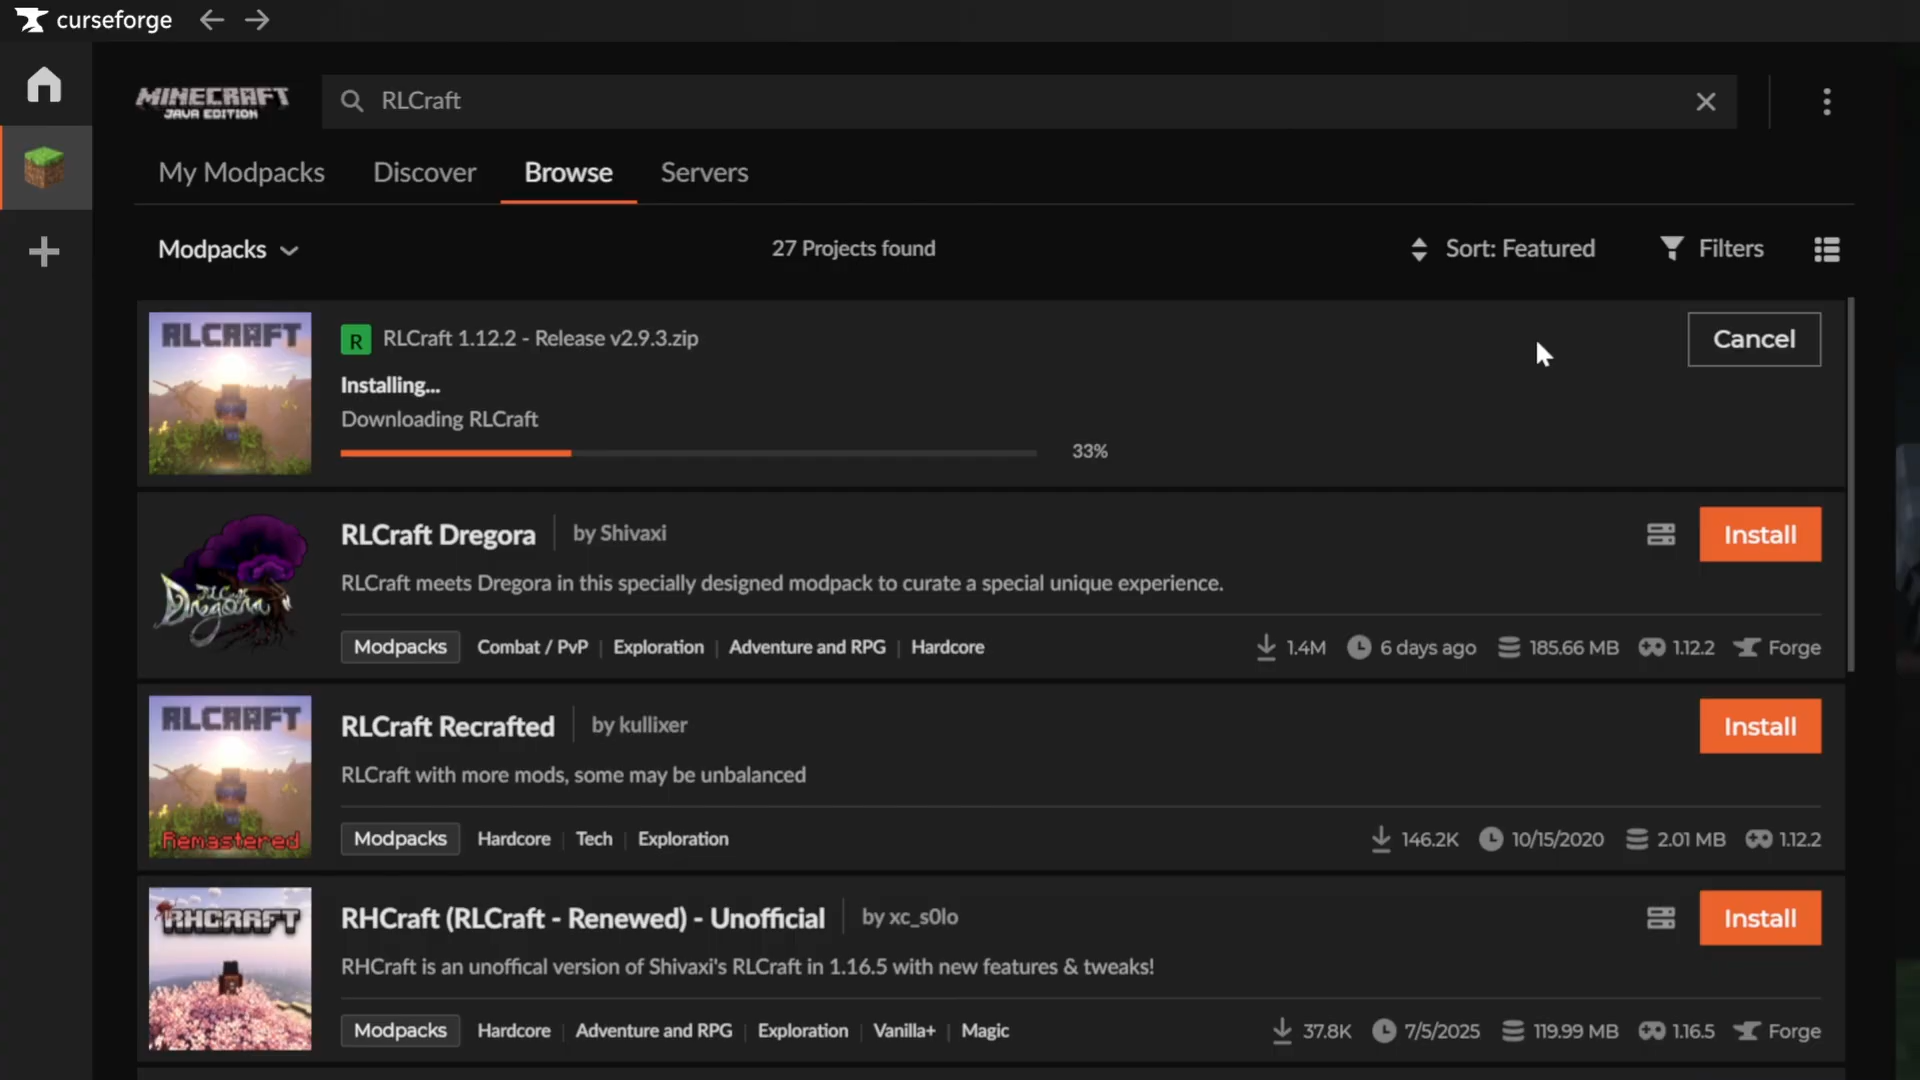 curseforge
MINECRAFT
JAVA EDITION
RLCraft
My Modpacks Discover Browse Servers
Modpacks 27 Projects found Sort: Featured Filters
RLCRAFT
R RLCraft 1.12.2 - Release v2.9.3.zip Cancel
Installing...
Downloading RLCraft
33%
RLCraft Dregora by Shivaxi Install
RLCraft
Dregora
RLCraft meets Dregora in this specially designed modpack to curate a special unique experience.
Modpacks Combat / PvP Exploration Adventure and RPG Hardcore 1.4M 6 days ago 185.66 MB 1.12.2 Forge
RLCRAFT
Remastered
RLCraft Recrafted by kullixer Install
RLCraft with more mods, some may be unbalanced
Modpacks Hardcore Tech Exploration 146.2K 10/15/2020 2.01 MB 1.12.2
RHCRAFT
RHCraft (RLCraft - Renewed) - Unofficial by xc_s0lo Install
RHCraft is an unoffical version of Shivaxi's RLCraft in 1.16.5 with new features & tweaks!
Modpacks Hardcore Adventure and RPG Exploration Vanilla+ Magic 37.8K 7/5/2025 119.99 MB 1.16.5 Forge